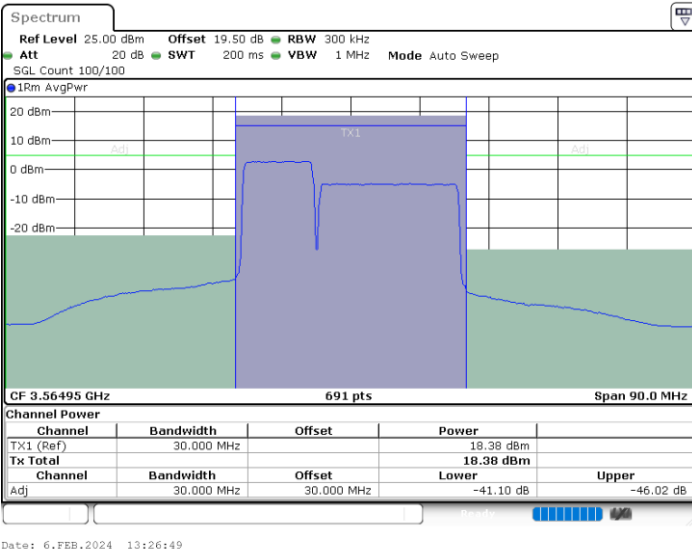 Spectrum
Ref Level 25.00 dBm Offset 19.50 dB RBW 300 kHz
Att 20 dB SWT 200 ms VBW 1 MHz Mode Auto Sweep
SGL Count 100/100
1Rm AvgPwr
20 dBm
TX1
10 dBm
Adj Adj
0 dBm
-10 dBm
-20 dBm
CF 3.56495 GHz 691 pts Span 90.0 MHz
Channel Power
Channel Bandwidth Offset Power
TX1 (Ref) 30.000 MHz 18.38 dBm
Tx Total 18.38 dBm
Channel Bandwidth Offset Lower Upper
Adj 30.000 MHz 30.000 MHz -41.10 dB -46.02 dB
Ready
Date: 6.FEB.2024 13:26:49